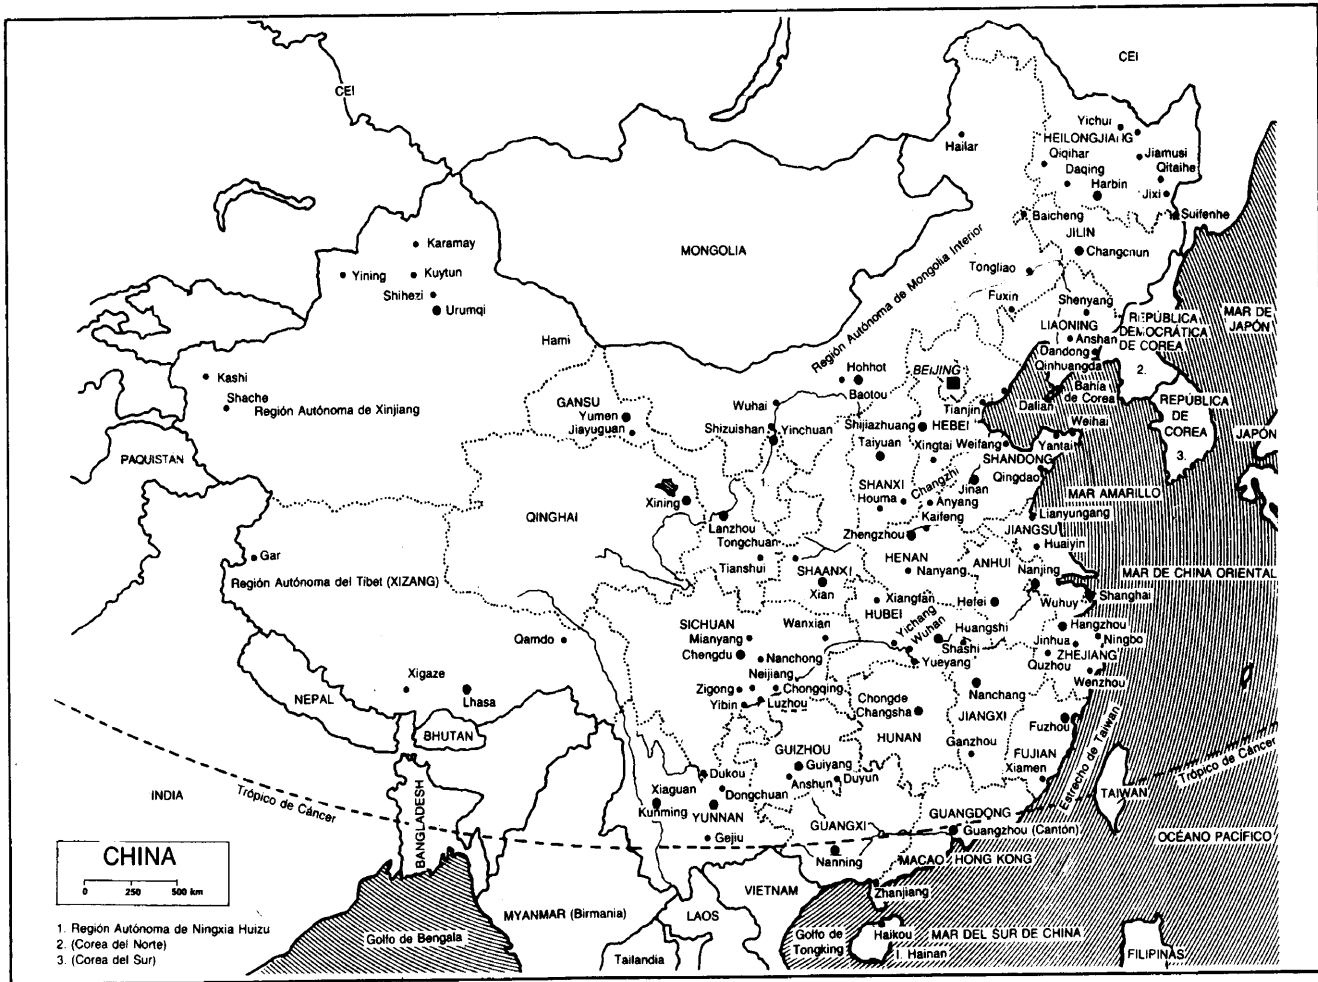 CEI
CEI
Yichun
HEILONGJIANG
Hailar
Qiqihar
Jiamusi
Daqing
Qitaihe
Harbin
Jixi
Baicheng
Suifenhe
JILIN
Karamay
MONGOLIA
Región Autónoma de Mongolia Interior
Changcnun
Yining
Kuytun
Tongliao
Shihezi
Fuxin
Shenyang
Urumqi
LIAONING
REPÚBLICA
DEMOCRÁTICA
DE COREA
MAR DE
JAPÓN
Hami
Anshan
Dandong
Hohhot
BEIJING
Qinhuangda
2.
Kashi
Baotou
Bahía
de Corea
Shache
Región Autónoma de Xinjiang
GANSU
Wuhai
Tianjin
Dalian
REPÚBLICA
DE
COREA
3.
Yumen
Jiayuguan
Shizuishan
Yinchuan
Shijiazhuang
HEBEI
Weihai
Taiyuan
Xingtai
Weifang
Yantai
JAPÓN
PAQUISTAN
SHANDONG
SHANXI
Changzhi
Jinan
Qingdao
Xining
Houma
Anyang
MAR AMARILLO
QINGHAI
Lanzhou
Kaifeng
Lianyungang
Tongchuan
Zhengzhou
JIANGSU
Gar
Tianshui
HENAN
ANHUI
Huaiyin
Región Autónoma del Tibet (XIZANG)
SHAANXI
Nanyang
Nanjing
MAR DE CHINA ORIENTAL
Xian
Xiangfan
Hefei
Wuhuy
Shanghai
HUBEI
SICHUAN
Wanxian
Yichang
Wuhan
Huangshi
Hangzhou
Qamdo
Mianyang
Shashi
Jinhua
Ningbo
Chengdu
Nanchong
Yueyang
ZHEJIANG
Quzhou
Xigaze
Neijiang
Wenzhou
NEPAL
Lhasa
Zigong
Chongqing
Chongde
Nanchang
Yibin
Luzhou
Changsha
JIANGXI
Fuzhou
BHUTAN
HUNAN
Estrecho de Taiwán
GUIZHOU
Ganzhou
FUJIAN
Guiyang
Xiamen
Trópico de Cáncer
Dukou
Anshun
Duyun
INDIA
Trópico de Cáncer
BANGLADESH
Xiaguan
Dongchuan
TAIWAN
Kunming
YUNNAN
GUANGXI
GUANGDONG
Gejiu
Guangzhou (Cantón)
OCÉANO PACÍFICO
CHINA
0 250 500 km
Nanning
MACAO
HONG KONG
VIETNAM
Zhanjiang
MYANMAR (Birmania)
LAOS
1. Región Autónoma de Ningxia Huizu
2. (Corea del Norte)
3. (Corea del Sur)
Golfo de Bengala
Golfo de
Tongking
Haikou
MAR DEL SUR DE CHINA
I. Hainan
Tailandia
FILIPINAS